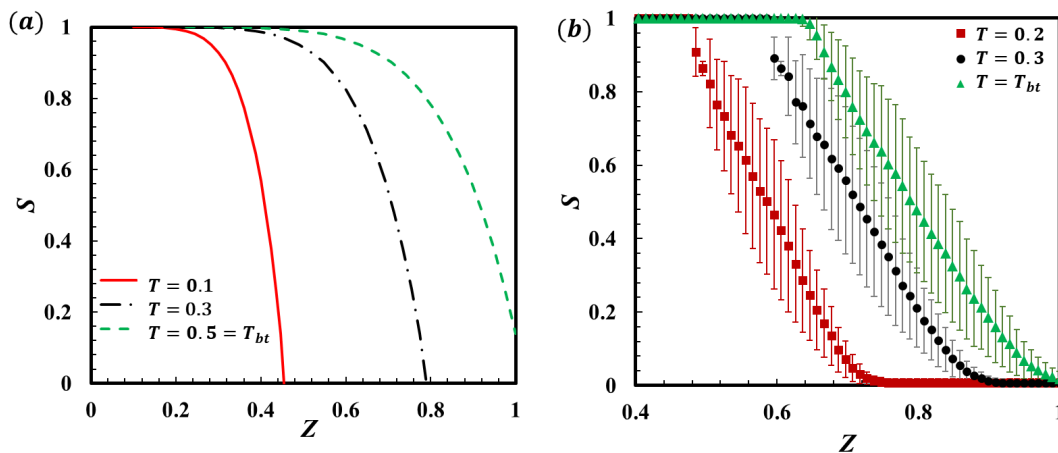 (a)
1
0.8
0.6
0.4
0.2
0
S
T = 0.1
T = 0.3
T = 0.5 = T_bt
0 0.2 0.4 0.6 0.8 1
Z
(b)
1
0.8
0.6
0.4
0.2
0
S
T = 0.2
T = 0.3
T = T_bt
0.4 0.6 0.8 1
Z